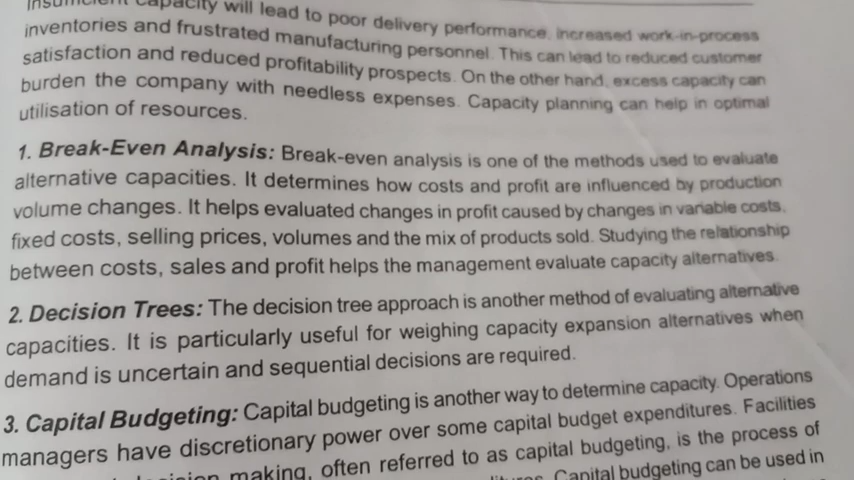 Insufficient capacity will lead to poor delivery performance, increased work-in-process
inventories and frustrated manufacturing personnel. This can lead to reduced customer
satisfaction and reduced profitability prospects. On the other hand, excess capacity can
burden the company with needless expenses. Capacity planning can help in optimal
utilisation of resources.
1. Break-Even Analysis: Break-even analysis is one of the methods used to evaluate
alternative capacities. It determines how costs and profit are influenced by production
volume changes. It helps evaluated changes in profit caused by changes in variable costs,
fixed costs, selling prices, volumes and the mix of products sold. Studying the relationship
between costs, sales and profit helps the management evaluate capacity alternatives.
2. Decision Trees: The decision tree approach is another method of evaluating alternative
capacities. It is particularly useful for weighing capacity expansion alternatives when
demand is uncertain and sequential decisions are required.
3. Capital Budgeting: Capital budgeting is another way to determine capacity. Operations
managers have discretionary power over some capital budget expenditures. Facilities
making, often referred to as capital budgeting, is the process of
Capital budgeting can be used in